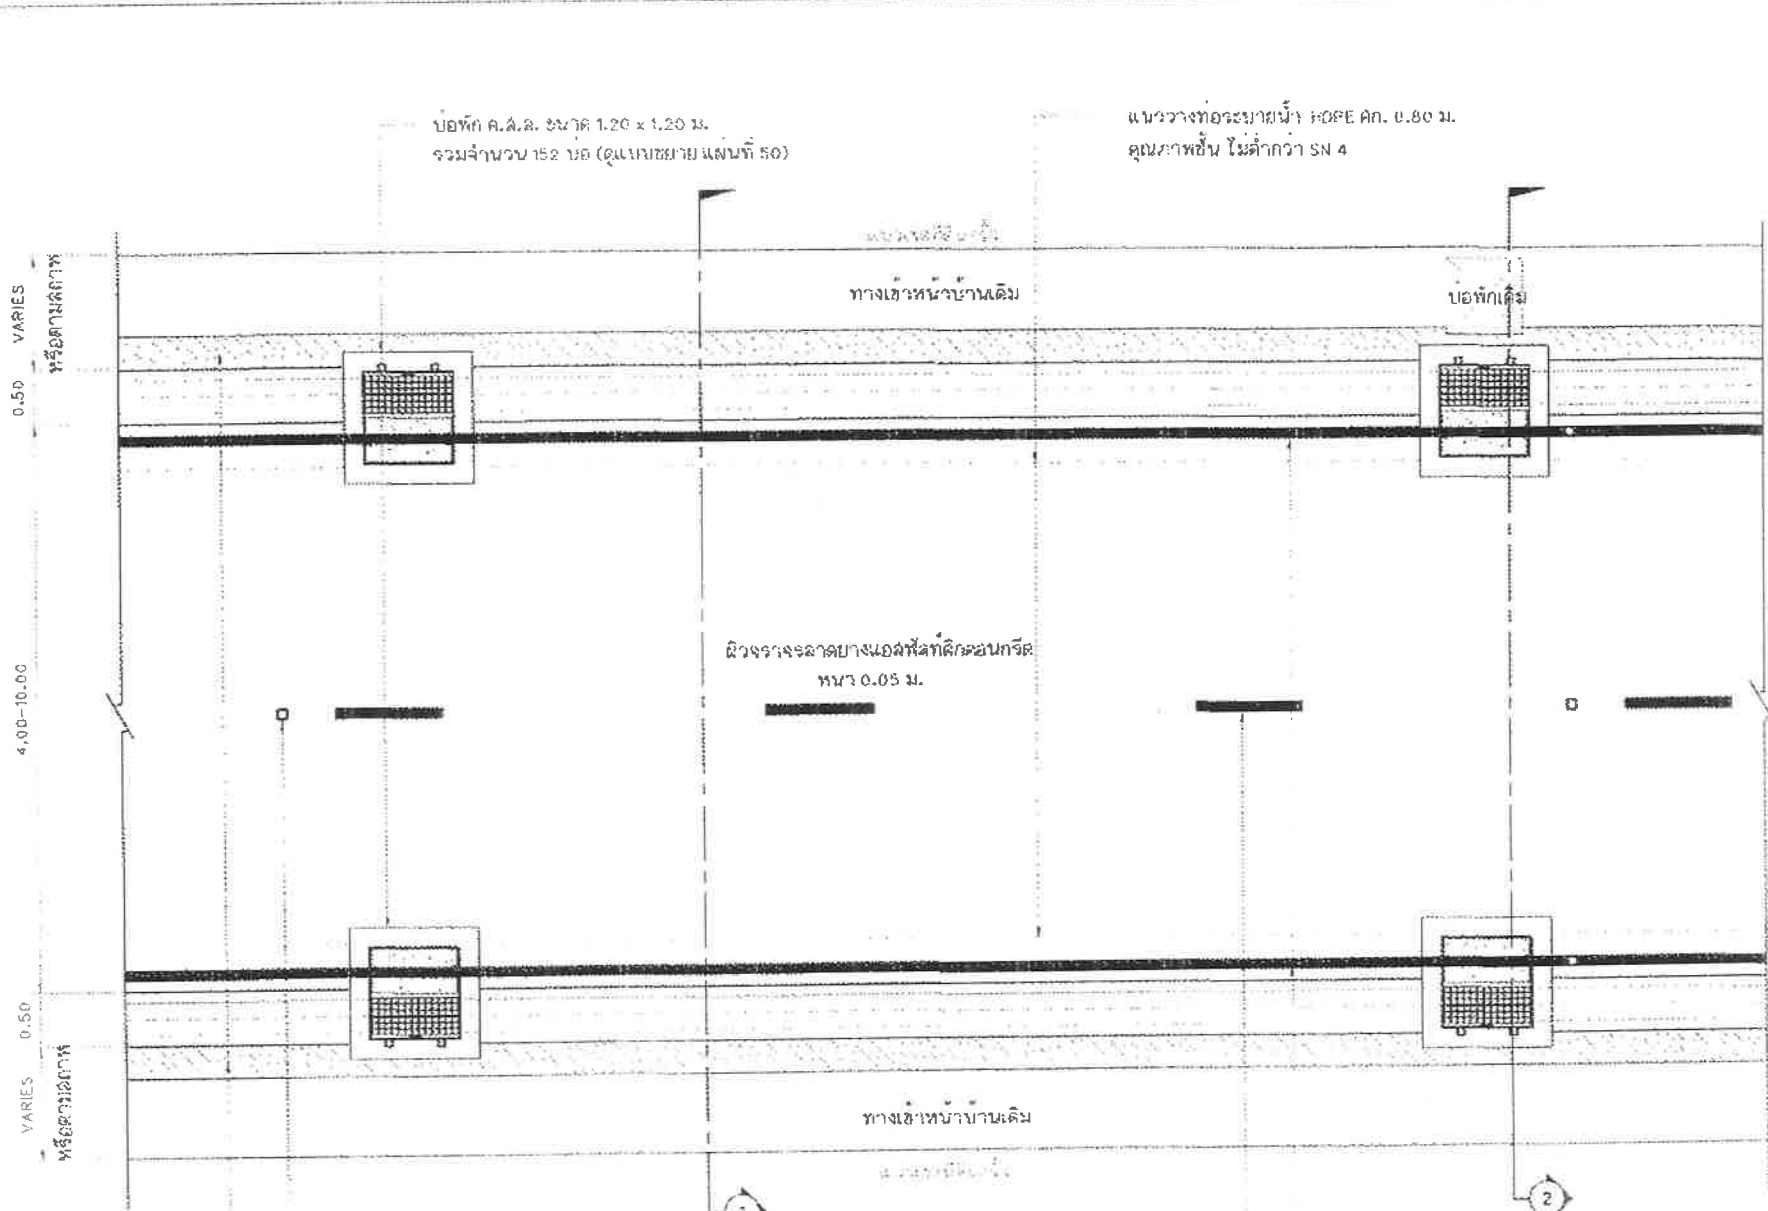 บ่อพัก ค.ส.ล. ขนาด 1.20 x 1.20 ม.
รวมจำนวน 152 บ่อ (ดูแบบขยาย แผ่นที่ 50)
แนววางท่อระบายน้ำ HDPE ศก. 0.80 ม.
คุณภาพชั้น ไม่ต่ำกว่า SN 4
ทางเข้าหน้าบ้านเดิม
บ่อพักเดิม
VARIES
หรือตามสภาพ
0.50
ผิวจราจรลาดยางแอสฟัลท์ติกคอนกรีต
หนา 0.05 ม.
4.00-10.00
0.50
VARIES
หรือตามสภาพ
ทางเข้าหน้าบ้านเดิม
2